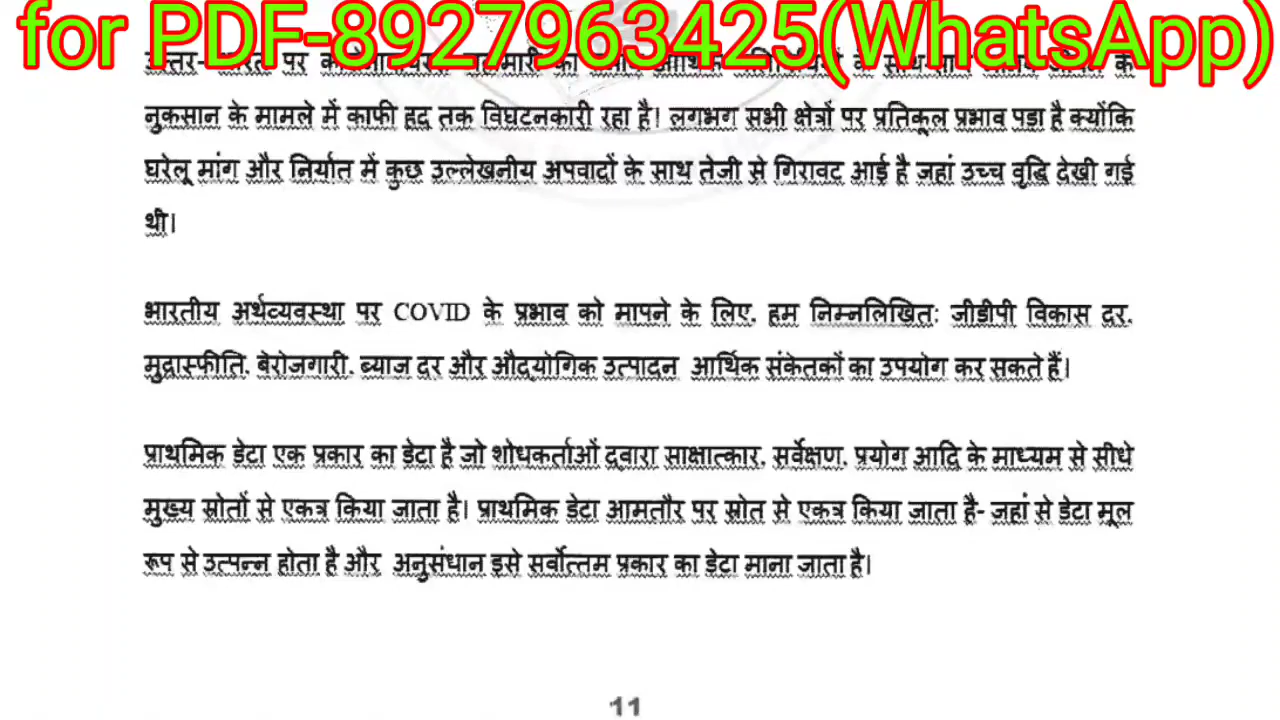 for PDF-8927963425(WhatsApp)
उत्तर- भारत पर का
नुकसान के मामले में काफी हद तक विघटनकारी रहा है। लगभग सभी क्षेत्रों पर प्रतिकूल प्रभाव पडा है क्योंकि
घरेलू मांग और निर्यात में कुछ उल्लेखनीय अपवादों के साथ तेजी से गिरावट आई है जहां उच्च वृद्धि देखी गई
थी।
भारतीय अर्थव्यवस्था पर COVID के प्रभाव को मापने के लिए, हम निम्नलिखित: जीडीपी विकास दर,
मुद्रास्फीति, बेरोजगारी, ब्याज दर और औद्योगिक उत्पादन आर्थिक संकेतकों का उपयोग कर सकते हैं।
प्राथमिक डेटा एक प्रकार का डेटा है जो शोधकर्ताओं द्वारा साक्षात्कार, सर्वेक्षण, प्रयोग आदि के माध्यम से सीधे
मुख्य स्रोतों से एकत्र किया जाता है। प्राथमिक डेटा आमतौर पर स्रोत से एकत्र किया जाता है- जहां से डेटा मूल
रूप से उत्पन्न होता है और अनुसंधान इसे सर्वोत्तम प्रकार का डेटा माना जाता है।
11